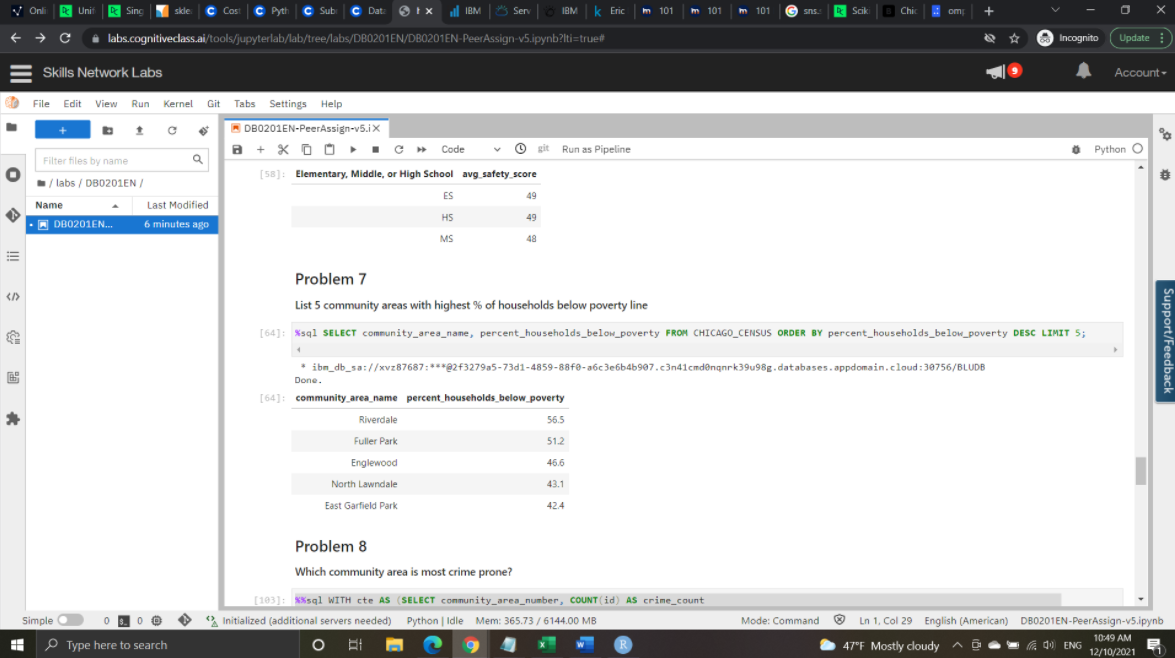 Onli
Unit
Sing
skle
Cos
Pyth
Sub
Data
IBM
Serv
IBM
Eric
101
101
101
sns.
Scik
Chic
omp
labs.cognitiveclass.ai/tools/jupyterlab/lab/tree/labs/DB0201EN/DB0201EN-PeerAssign-v5.ipynb?lti=true#
Incognito
Update
Skills Network Labs
9
Account
File Edit View Run Kernel Git Tabs Settings Help
DB0201EN-PeerAssign-v5.i
Filter files by name
Code
git
Run as Pipeline
Python
/ labs / DB0201EN /
Name
Last Modified
DB0201EN...
6 minutes ago
[58]: Elementary, Middle, or High School avg_safety_score
ES 49
HS 49
MS 48
Problem 7
List 5 community areas with highest % of households below poverty line
[64]: %sql SELECT community_area_name, percent_households_below_poverty FROM CHICAGO_CENSUS ORDER BY percent_households_below_poverty DESC LIMIT 5;
* ibm_db_sa://xvz87687:***@2f3279a5-73d1-4859-88f0-a6c3e6b4b907.c3n41cmd0nqnrk39u98g.databases.appdomain.cloud:30756/BLUDB
Done.
[64]: community_area_name percent_households_below_poverty
Riverdale 56.5
Fuller Park 51.2
Englewood 46.6
North Lawndale 43.1
East Garfield Park 42.4
Problem 8
Which community area is most crime prone?
[103]: %%sql WITH cte AS (SELECT community_area_number, COUNT(id) AS crime_count
Support/Feedback
Simple
0
0
Initialized (additional servers needed)
Python | Idle
Mem: 365.73 / 6144.00 MB
Mode: Command
Ln 1, Col 29
English (American)
DB0201EN-PeerAssign-v5.ipynb
Type here to search
47°F Mostly cloudy
ENG
10:49 AM
12/10/2021
1